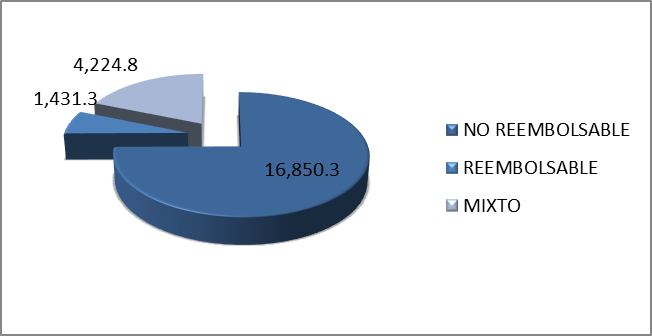 4,224.8
1,431.3
16,850.3
NO REEMBOLSABLE
REEMBOLSABLE
MIXTO